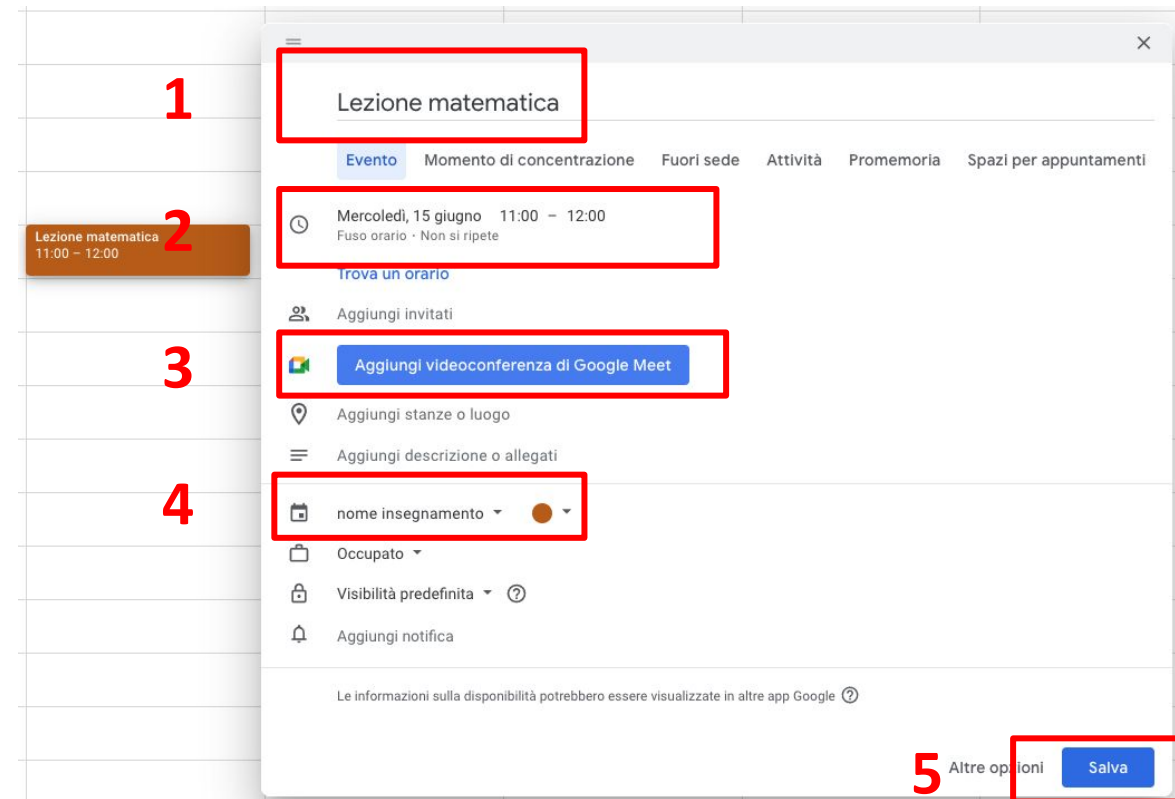 1
Lezione matematica
Evento Momento di concentrazione Fuori sede Attività Promemoria Spazi per appuntamenti
2
Mercoledì, 15 giugno 11:00 – 12:00
Fuso orario · Non si ripete
Lezione matematica
11:00 – 12:00
Trova un orario
Aggiungi invitati
3
Aggiungi videoconferenza di Google Meet
Aggiungi stanze o luogo
Aggiungi descrizione o allegati
4
nome insegnamento
Occupato
Visibilità predefinita
Aggiungi notifica
Le informazioni sulla disponibilità potrebbero essere visualizzate in altre app Google
5
Altre opzioni Salva